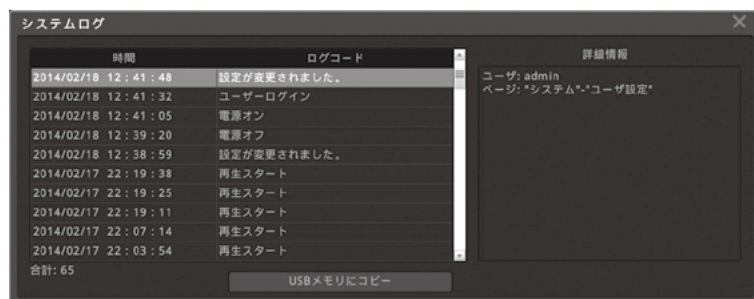 システムログ
時間 ログコード 詳細情報
2014/02/18 12:41:48 設定が変更されました。 ユーザ: admin
2014/02/18 12:41:32 ユーザーログイン ページ: "システム"-"ユーザ設定"
2014/02/18 12:41:05 電源オン
2014/02/18 12:39:20 電源オフ
2014/02/18 12:38:59 設定が変更されました。
2014/02/17 22:19:38 再生スタート
2014/02/17 22:19:25 再生スタート
2014/02/17 22:19:11 再生スタート
2014/02/17 22:07:14 再生スタート
2014/02/17 22:03:54 再生スタート
合計: 65
USBメモリにコピー